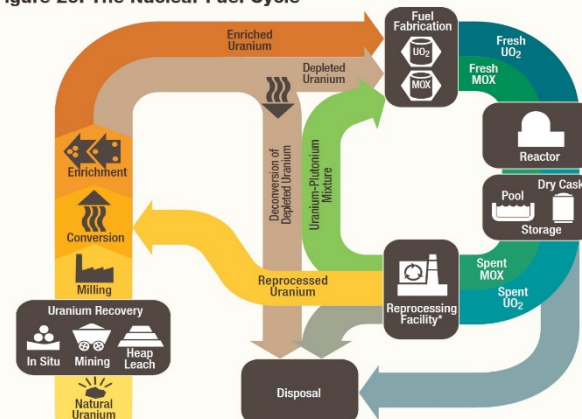 Figure 25. The Nuclear Fuel Cycle
Enriched
Uranium
Depleted
Uranium
Fuel
Fabrication
UO2
MOX
Fresh
UO2
Fresh
MOX
Reactor
Pool
Dry Cask
Storage
Enrichment
Conversion
Milling
Uranium Recovery
In Situ
Mining
Heap
Leach
Natural
Uranium
Deconversion of
Depleted Uranium
Uranium-Plutonium
Mixture
Reprocessed
Uranium
Reprocessing
Facility*
Spent
MOX
Spent
UO2
Disposal